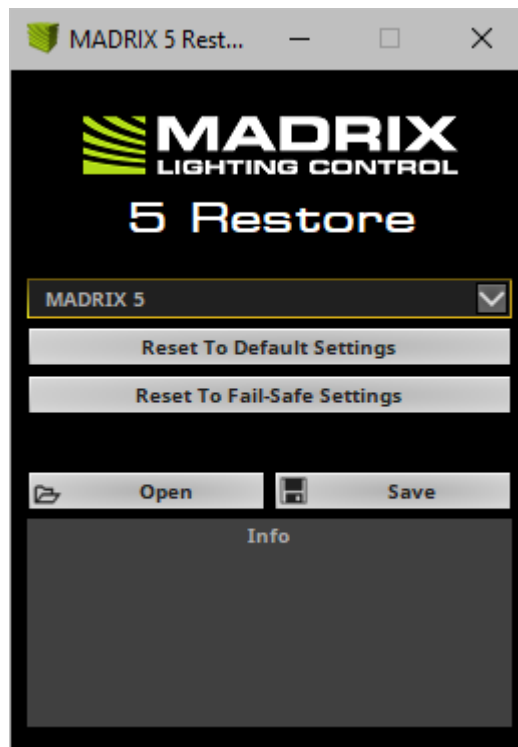 MADRIX 5 Rest...
MADRIX
LIGHTING CONTROL
5 Restore
MADRIX 5
Reset To Default Settings
Reset To Fail-Safe Settings
Open Save
Info